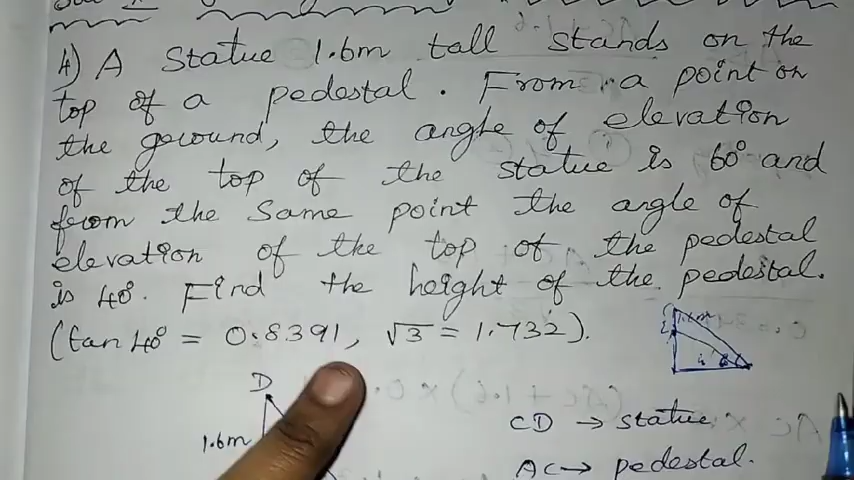 4) A Statue 1.6m tall stands on the
top of a pedestal. From a point on
the ground, the angle of elevation
of the top of the statue is 60° and
from the same point the angle of
elevation of the top of the pedestal
is 40°. Find the height of the pedestal.
(tan 40° = 0.8391, √3 = 1.732).
1.6m
D
1.6m
CD → statue
AC → pedestal.